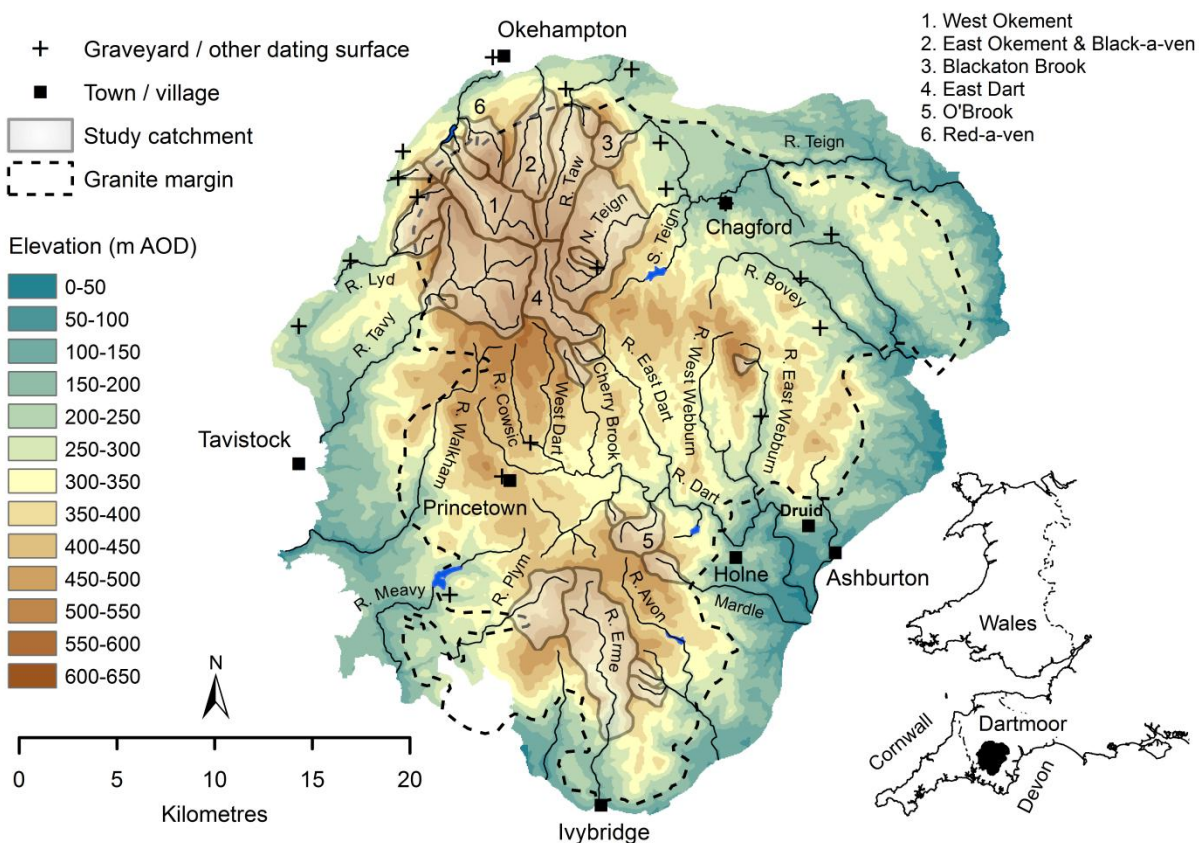 Graveyard / other dating surface
Town / village
Study catchment
Granite margin
Elevation (m AOD)
0-50
50-100
100-150
150-200
200-250
250-300
300-350
350-400
400-450
450-500
500-550
550-600
600-650
N
0 5 10 15 20
Kilometres
1. West Okement
2. East Okement & Black-a-ven
3. Blackaton Brook
4. East Dart
5. O'Brook
6. Red-a-ven
Okehampton
6
3
2
R. Taw
1
N. Teign
S. Teign
R. Teign
Chagford
R. Lyd
R. Tavy
4
R. Bovey
Tavistock
R. Walkham
R. Cowsic
West Dart
Cherry Brook
R. East Dart
R. West Webburn
R. East Webburn
Princetown
R. Dart
Druid
5
Holne
Ashburton
R. Meavy
R. Plym
R. Erme
R. Avon
Mardle
Ivybridge
Wales
Cornwall
Dartmoor
Devon